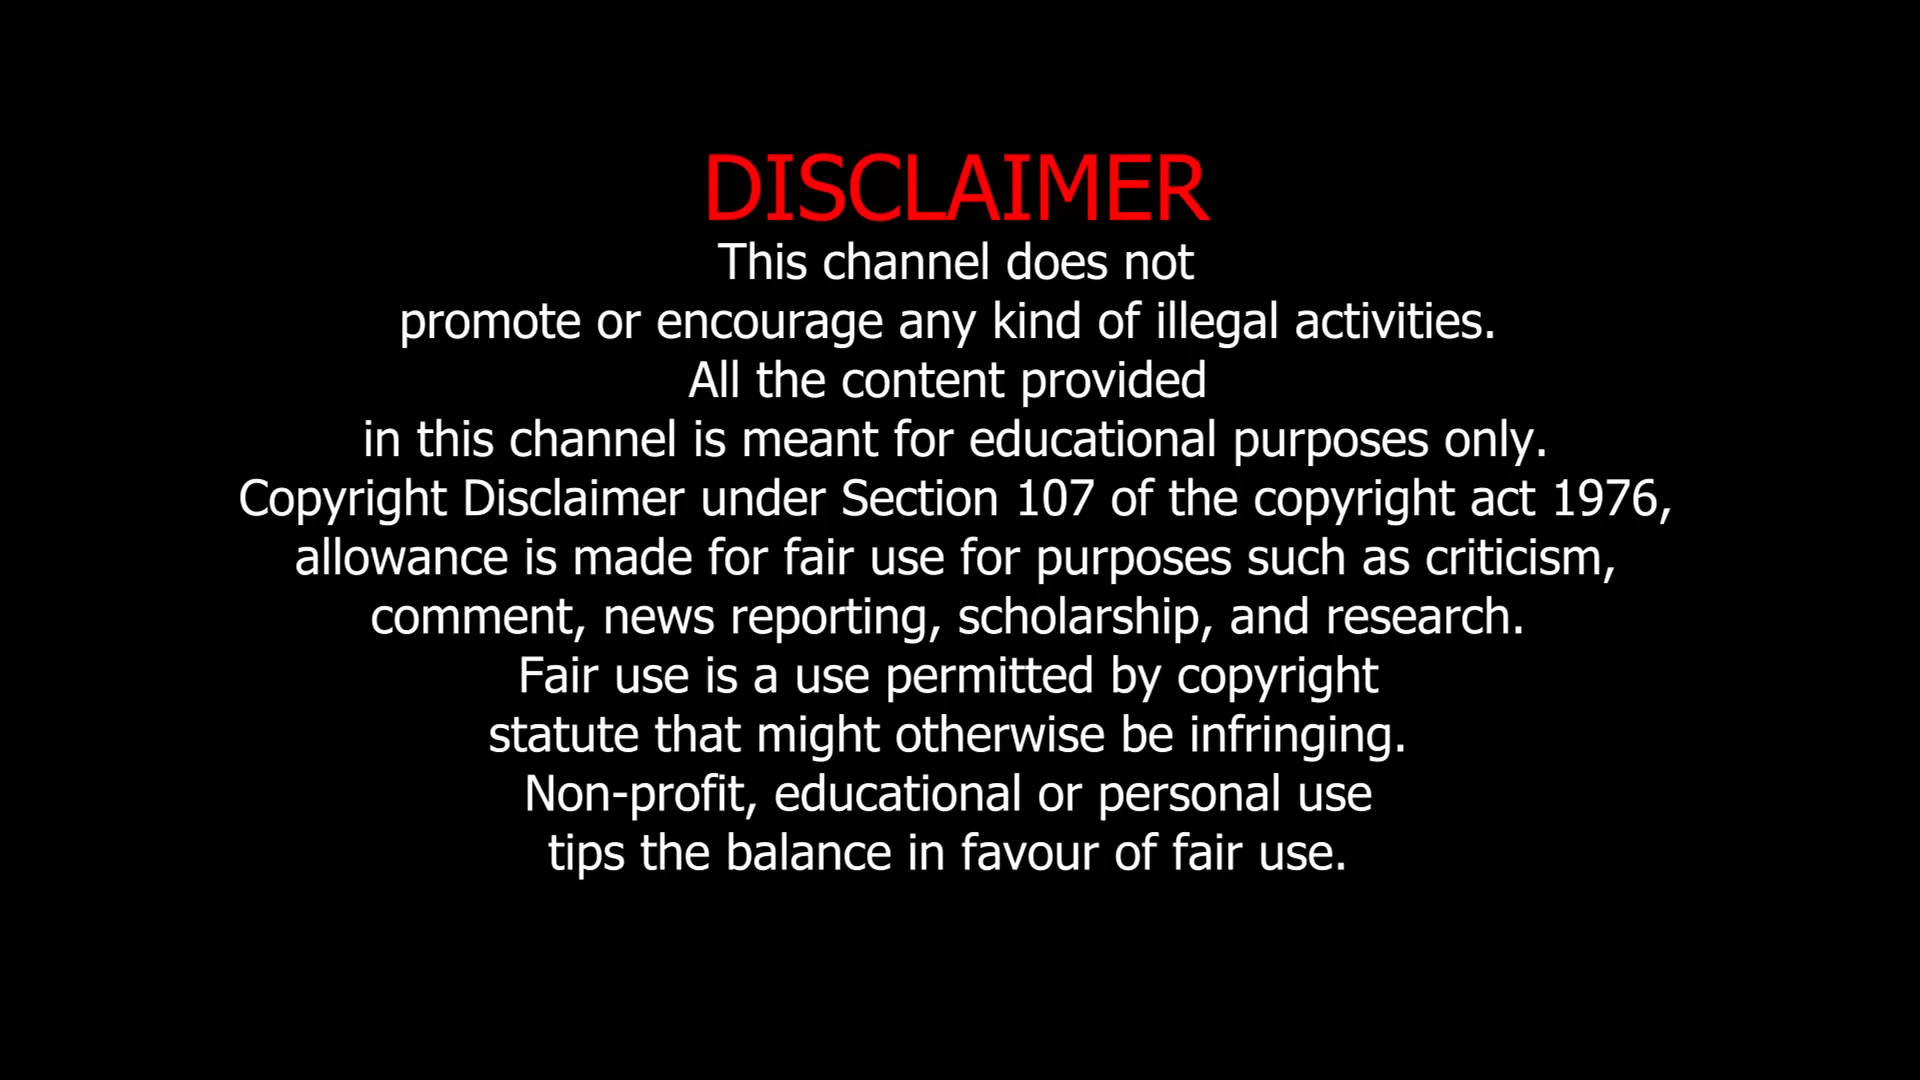 DISCLAIMER
This channel does not
promote or encourage any kind of illegal activities.
All the content provided
in this channel is meant for educational purposes only.
Copyright Disclaimer under Section 107 of the copyright act 1976,
allowance is made for fair use for purposes such as criticism,
comment, news reporting, scholarship, and research.
Fair use is a use permitted by copyright
statute that might otherwise be infringing.
Non-profit, educational or personal use
tips the balance in favour of fair use.